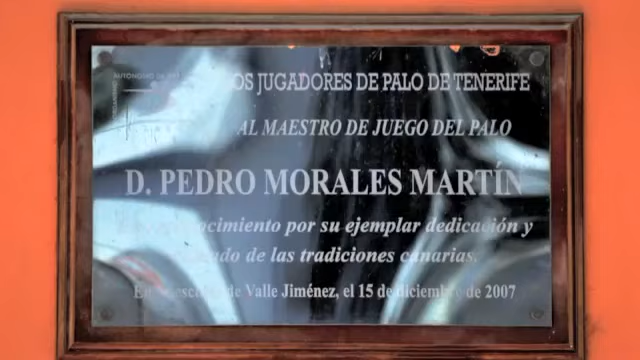 OS JUGADORES DE PALO DE TENERIFE
AL MAESTRO DE JUEGO DEL PALO
D. PEDRO MORALES MARTÍN
por su ejemplar dedicación y
de las tradiciones canarias.
de Valle Jiménez, el 15 de diciembre de 2007